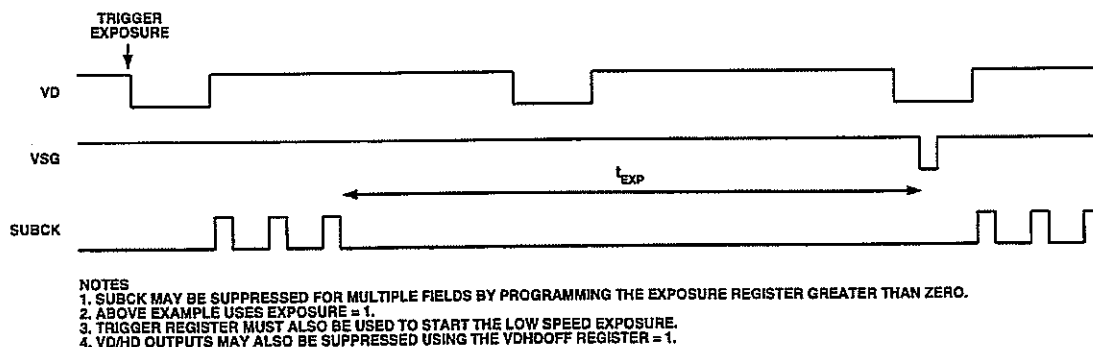 TRIGGER
EXPOSURE
VD
VSG
tEXP
SUBCK
NOTES
1. SUBCK MAY BE SUPPRESSED FOR MULTIPLE FIELDS BY PROGRAMMING THE EXPOSURE REGISTER GREATER THAN ZERO.
2. ABOVE EXAMPLE USES EXPOSURE = 1.
3. TRIGGER REGISTER MUST ALSO BE USED TO START THE LOW SPEED EXPOSURE.
4. VD/HD OUTPUTS MAY ALSO BE SUPPRESSED USING THE VDHDOFF REGISTER = 1.